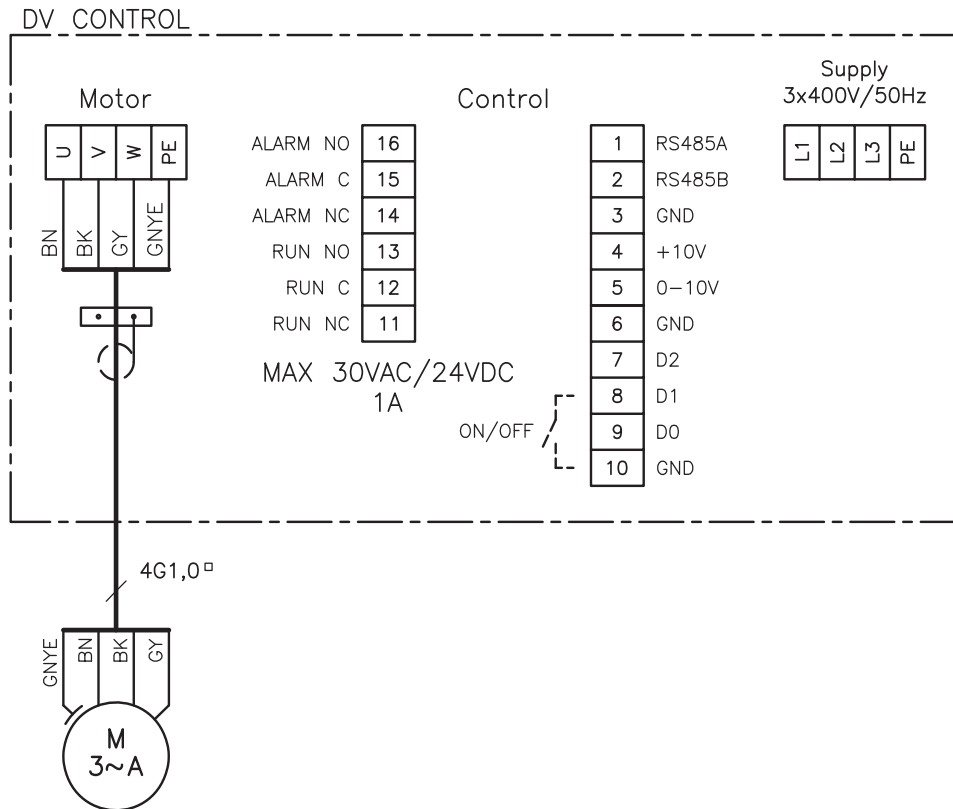 DV CONTROL
Motor
Control
Supply
3x400V/50Hz
U V W PE
L1 L2 L3 PE
BN BK GY GNYE
ALARM NO 16
ALARM C 15
ALARM NC 14
RUN NO 13
RUN C 12
RUN NC 11
MAX 30VAC/24VDC
1A
1 RS485A
2 RS485B
3 GND
4 +10V
5 0-10V
6 GND
7 D2
8 D1
9 D0
10 GND
ON/OFF
4G1,0□
GNYE BN BK GY
M
3~A